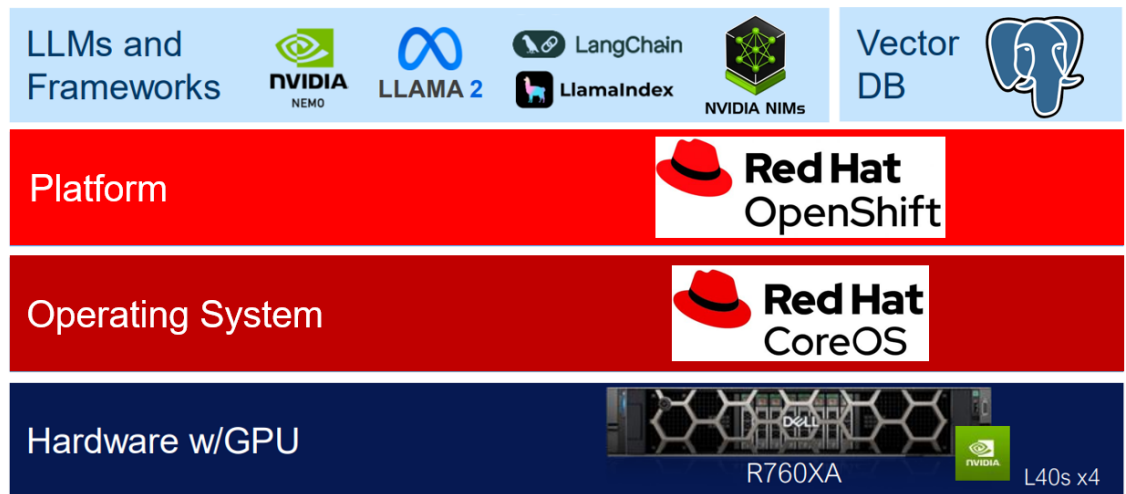 LLMs and
Frameworks
NVIDIA
NEMO
LLAMA 2
LangChain
LlamaIndex
NVIDIA NIMs
Vector
DB
Platform
Red Hat
OpenShift
Operating System
Red Hat
CoreOS
Hardware w/GPU
DELL
R760XA
NVIDIA
L40s x4